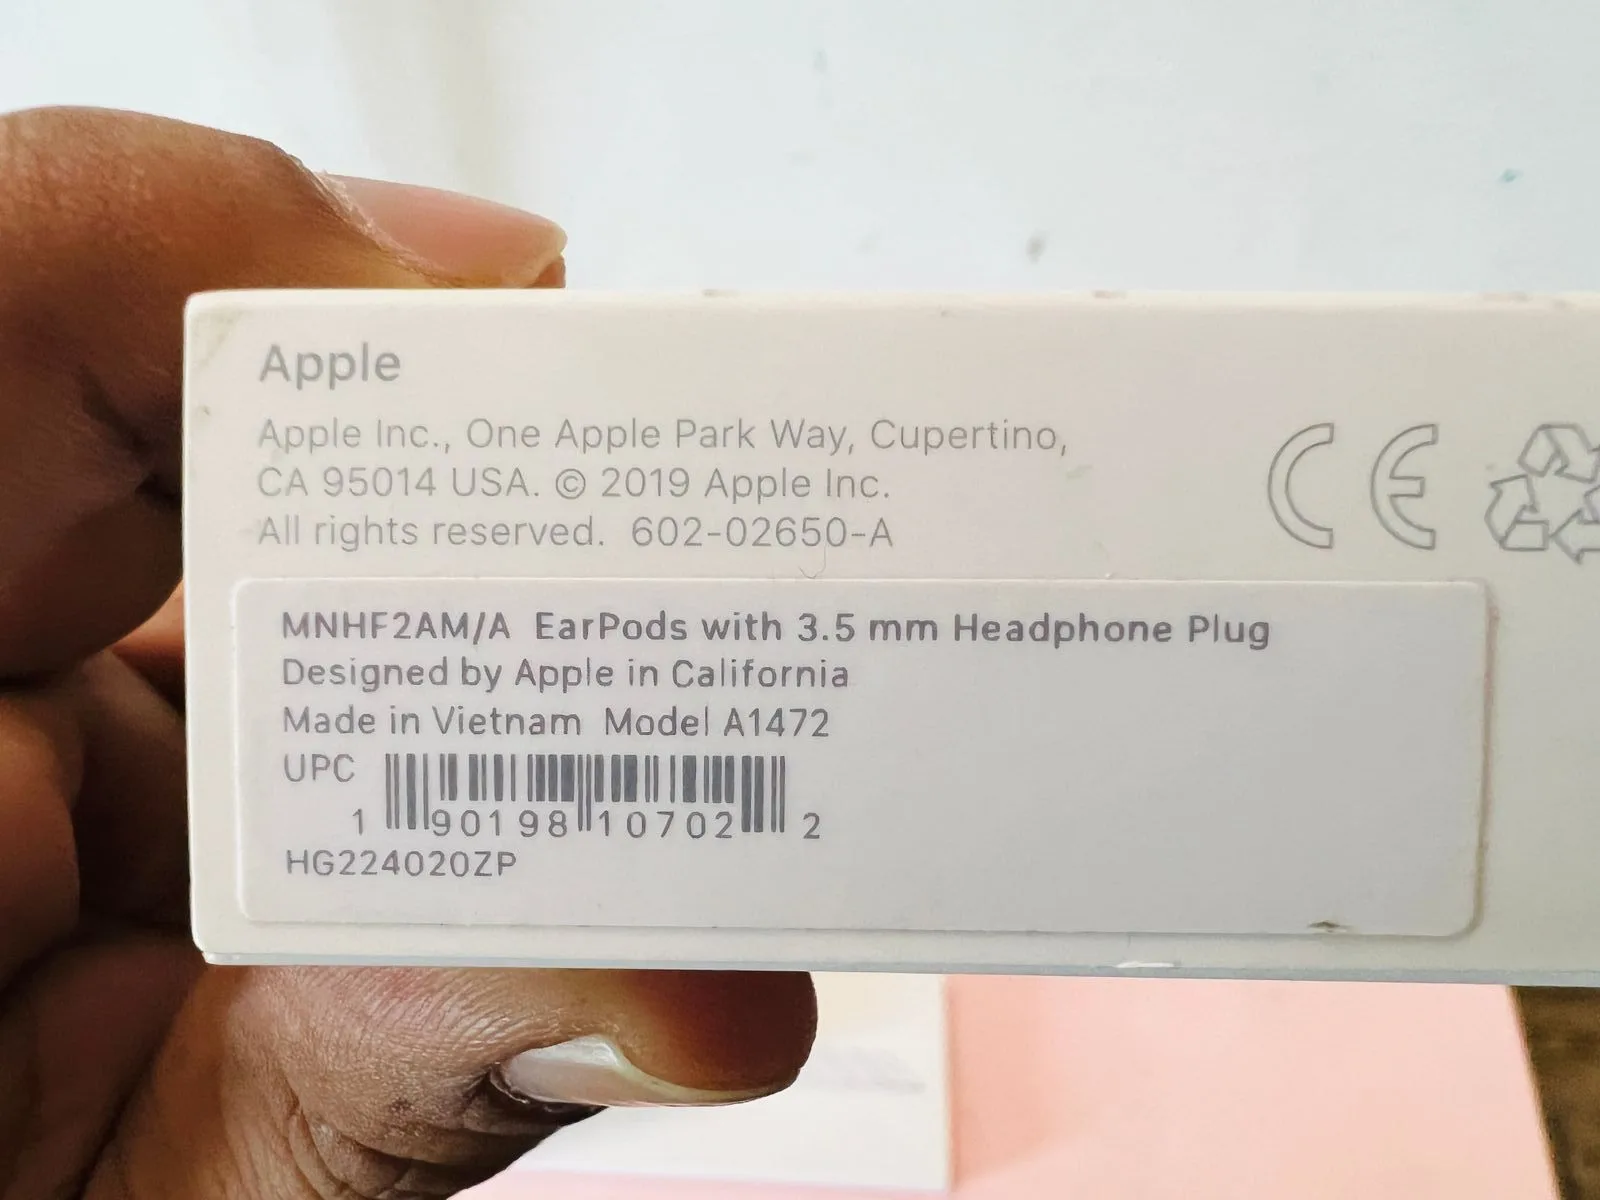 Apple
Apple Inc., One Apple Park Way, Cupertino,
CA 95014 USA. © 2019 Apple Inc.
All rights reserved. 602-02650-A
CE
MNHF2AM/A EarPods with 3.5 mm Headphone Plug
Designed by Apple in California
Made in Vietnam Model A1472
UPC
1 90198 10702 2
HG224020ZP